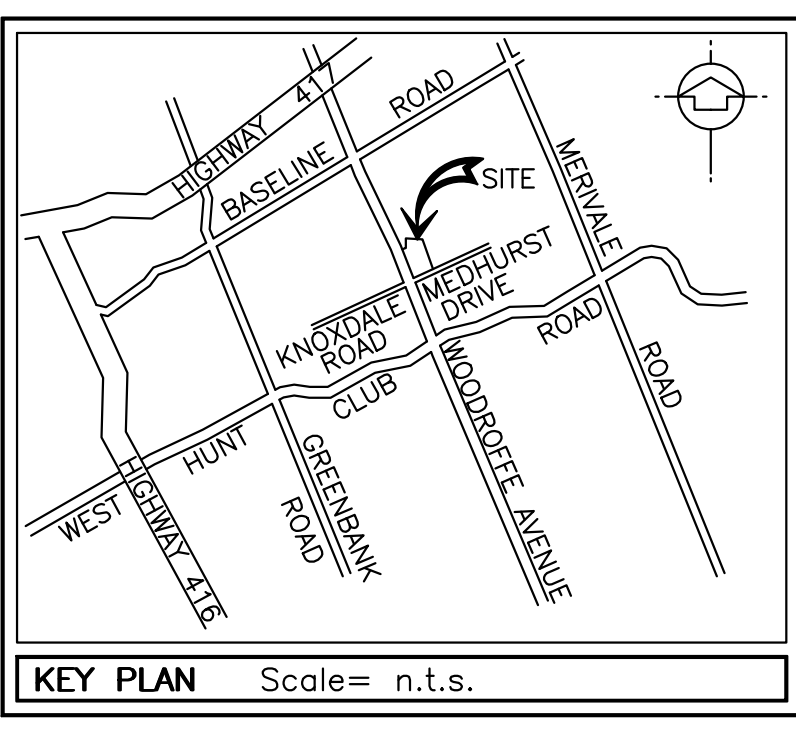 HIGHWAY 417
ROAD
BASELINE
MERIVALE
SITE
MEDHURST
DRIVE
KNOXDALE
ROAD
ROAD
ROAD
CLUB
WOODROFFE AVENUE
HUNT
GREENBANK
ROAD
WEST
HIGHWAY 416
KEY PLAN Scale= n.t.s.